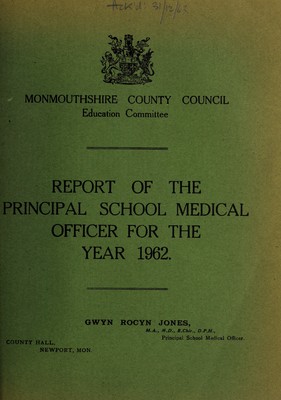 MONMOUTHSHIRE COUNTY COUNCIL
Education Committee
REPORT OF THE
PRINCIPAL SCHOOL MEDICAL
OFFICER FOR THE
YEAR 1962.
GWYN ROCYN JONES,
M.A., M.D., B.Chir., D.P.H.,
Principal School Medical Officer
COUNTY HALL,
NEWPORT, MON.